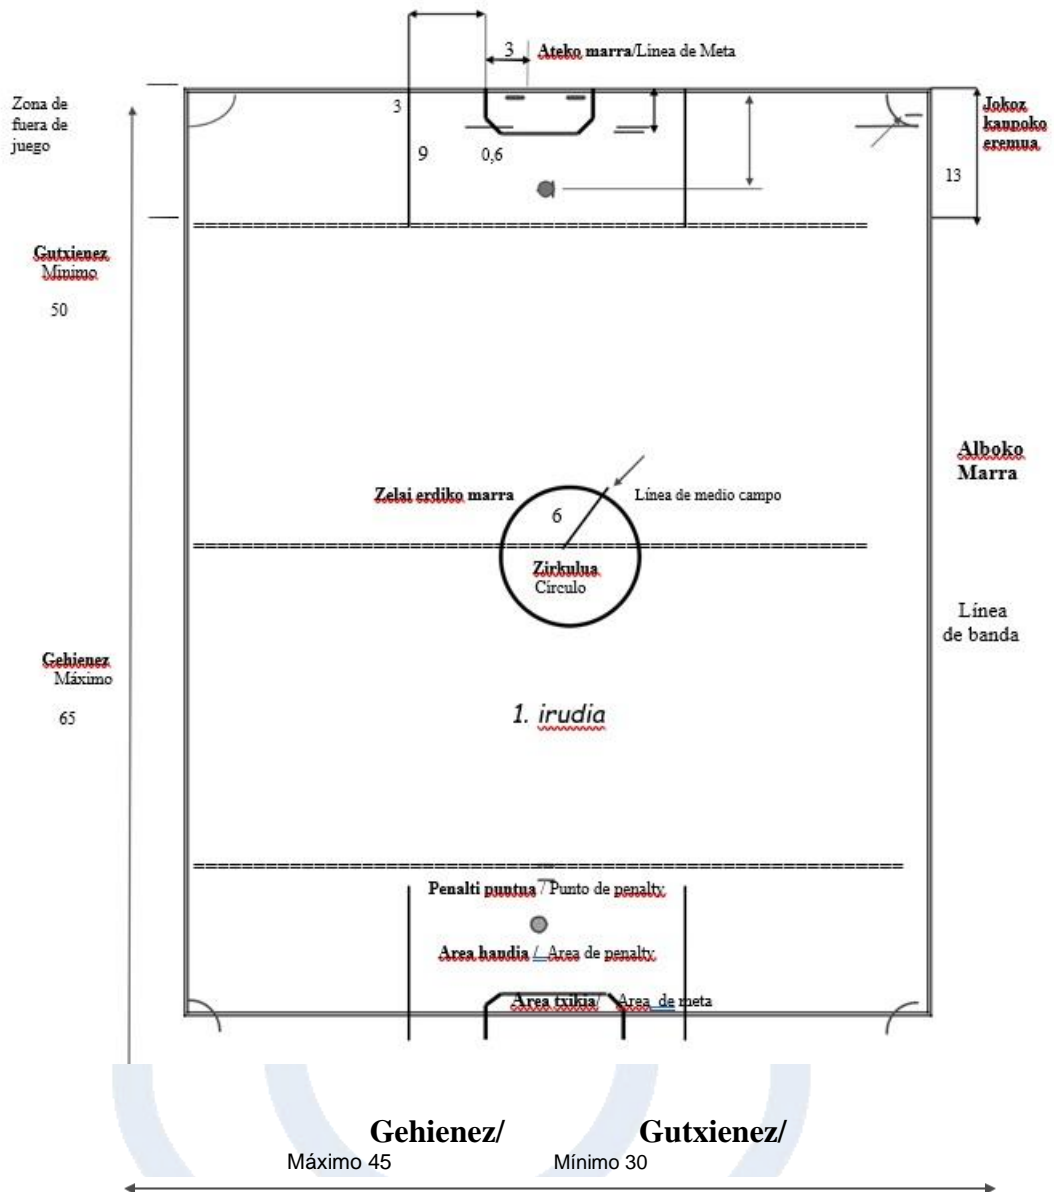 3 Ateko marra/Linea de Meta
Zona de
fuera de
juego
3
Jokoz
kanpoko
eremua
9 0,6
13
Gutxienez
Minimo
50
Alboko
Marra
Zelai erdiko marra
Línea de medio campo
6
Zirkulua
Círculo
Línea
de banda
Gehienez
Máximo
65
1. irudia
Penalti puntua / Punto de penalty
Area handia / Area de penalty
Area txikia/ Area de meta
Gehienez/ Gutxienez/
Máximo 45 Mínimo 30